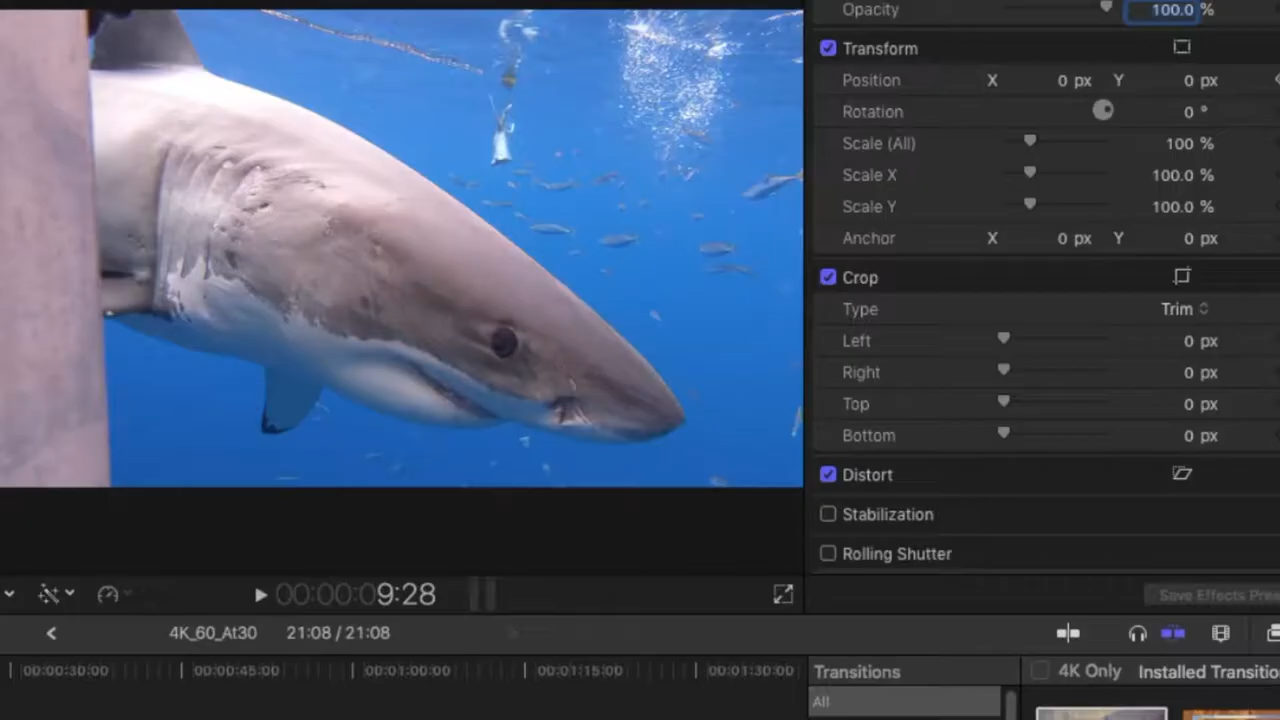 Opacity 100.0 %
Transform
Position X 0 px Y 0 px
Rotation 0 °
Scale (All) 100 %
Scale X 100.0 %
Scale Y 100.0 %
Anchor X 0 px Y 0 px
Crop
Type Trim
Left 0 px
Right 0 px
Top 0 px
Bottom 0 px
Distort
Stabilization
Rolling Shutter
00:00:09:28
Save Effects Pres
4K_60_At30 21:08 / 21:08
00:00:30:00 00:00:45:00 00:01:00:00 00:01:15:00 00:01:30:00
Transitions 4K Only Installed Transitio
All